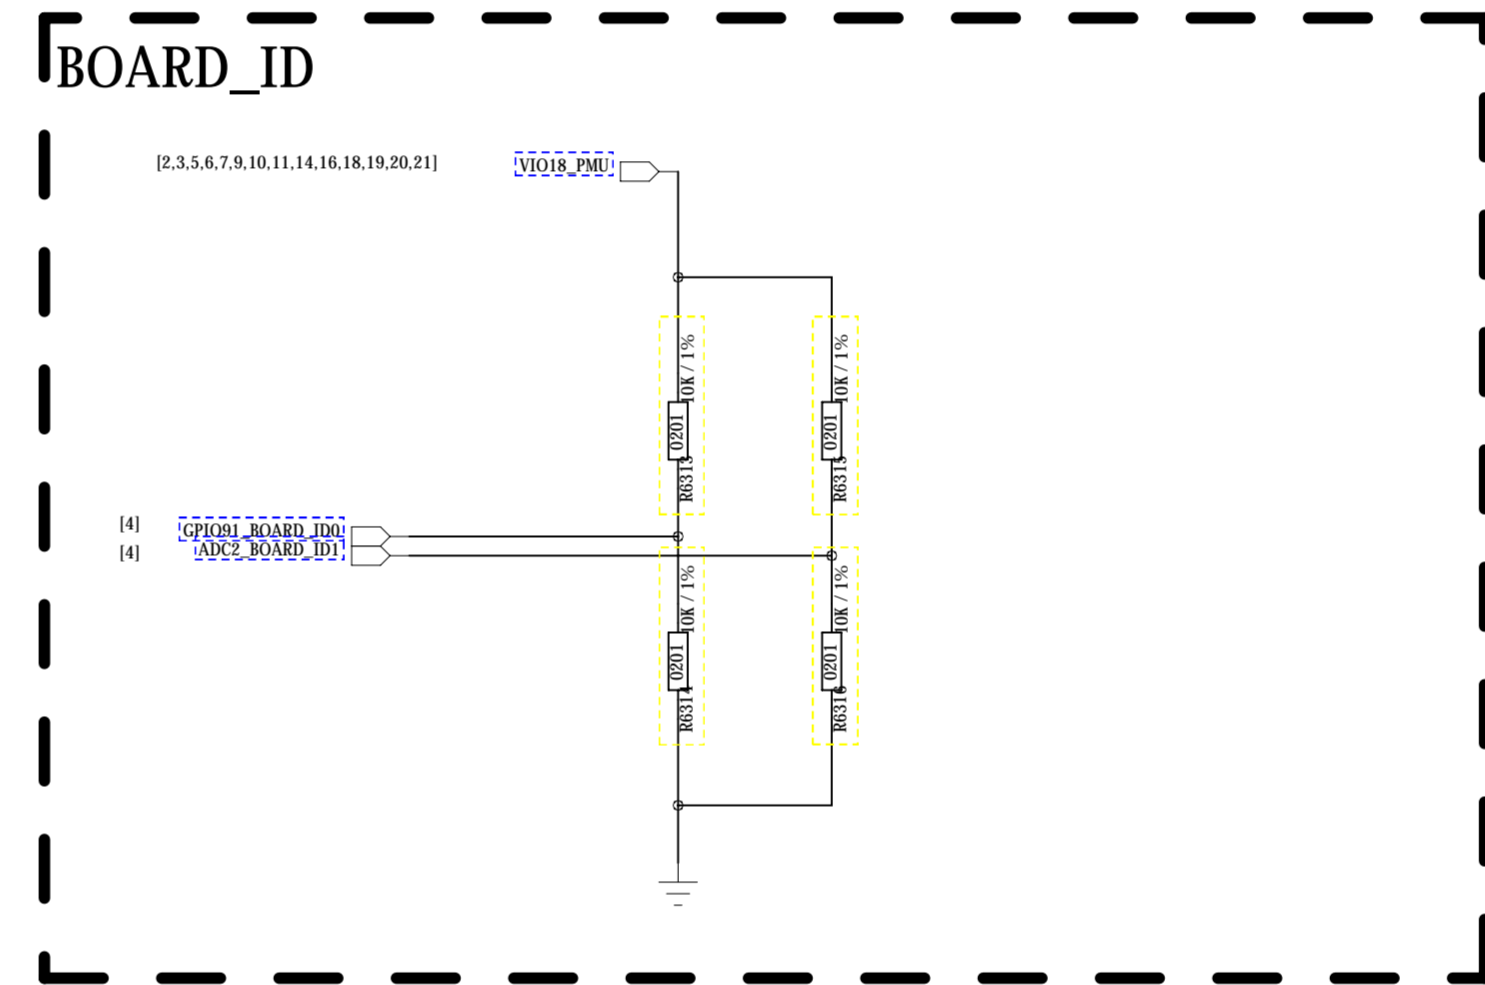 BOARD_ID
[2,3,5,6,7,9,10,11,14,16,18,19,20,21] VIO18_PMU
10K / 1%
10K / 1%
0201
0201
R6313
R6315
[4] GPIO91_BOARD_ID0
[4] ADC2_BOARD_ID1
10K / 1%
10K / 1%
0201
0201
R6314
R6316